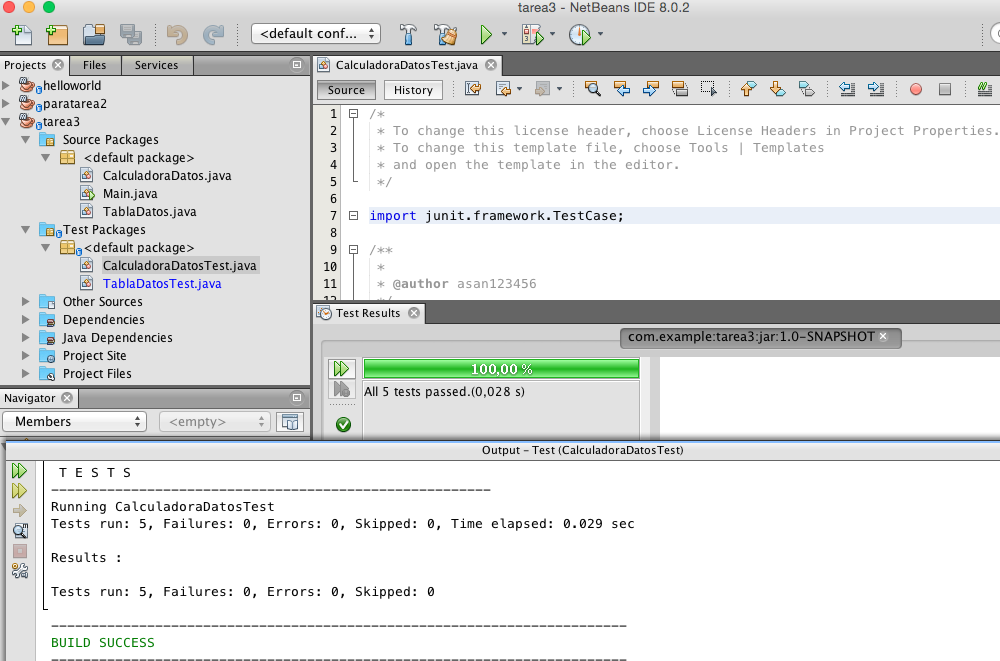 tarea3 - NetBeans IDE 8.0.2
<default conf...
Projects Files Services
helloworld
paratarea2
tarea3
Source Packages
<default package>
CalculadoraDatos.java
Main.java
TablaDatos.java
Test Packages
<default package>
CalculadoraDatosTest.java
TablaDatosTest.java
Other Sources
Dependencies
Java Dependencies
Project Site
Project Files
Navigator
Members <empty>
CalculadoraDatosTest.java
Source History
1 /*
2 * To change this license header, choose License Headers in Project Properties.
3 * To change this template file, choose Tools | Templates
4 * and open the template in the editor.
5 */
6
7 import junit.framework.TestCase;
8
9 /**
10 *
11 * @author asan123456
12 */
Test Results
com.example:tarea3:jar:1.0-SNAPSHOT
100,00 %
All 5 tests passed.(0,028 s)
Output - Test (CalculadoraDatosTest)
T E S T S
-------------------------------------------------------
Running CalculadoraDatosTest
Tests run: 5, Failures: 0, Errors: 0, Skipped: 0, Time elapsed: 0.029 sec
Results :
Tests run: 5, Failures: 0, Errors: 0, Skipped: 0
------------------------------------------------------------------------
BUILD SUCCESS
------------------------------------------------------------------------